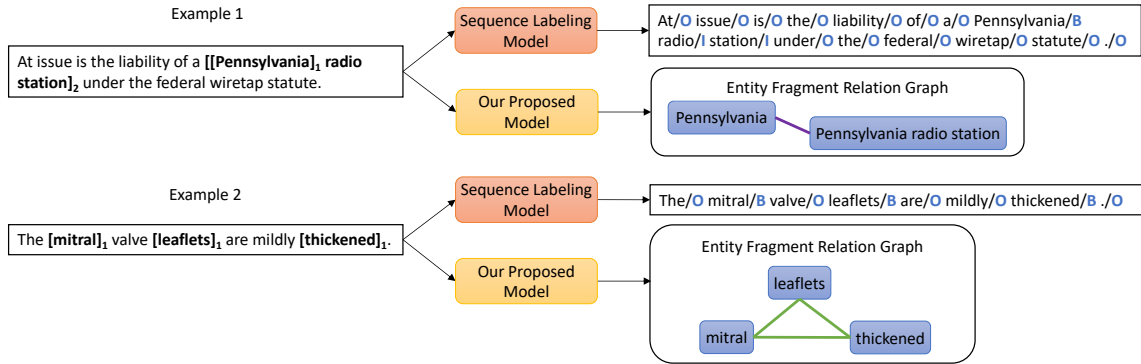 Example 1
At issue is the liability of a [[Pennsylvania]1 radio
station]2 under the federal wiretap statute.
Sequence Labeling
Model
At/O issue/O is/O the/O liability/O of/O a/O Pennsylvania/B
radio/I station/I under/O the/O federal/O wiretap/O statute/O ./O
Our Proposed
Model
Entity Fragment Relation Graph
Pennsylvania
Pennsylvania radio station
Example 2
The [mitral]1 valve [leaflets]1 are mildly [thickened]1.
Sequence Labeling
Model
The/O mitral/B valve/O leaflets/B are/O mildly/O thickened/B ./O
Our Proposed
Model
Entity Fragment Relation Graph
leaflets
mitral
thickened